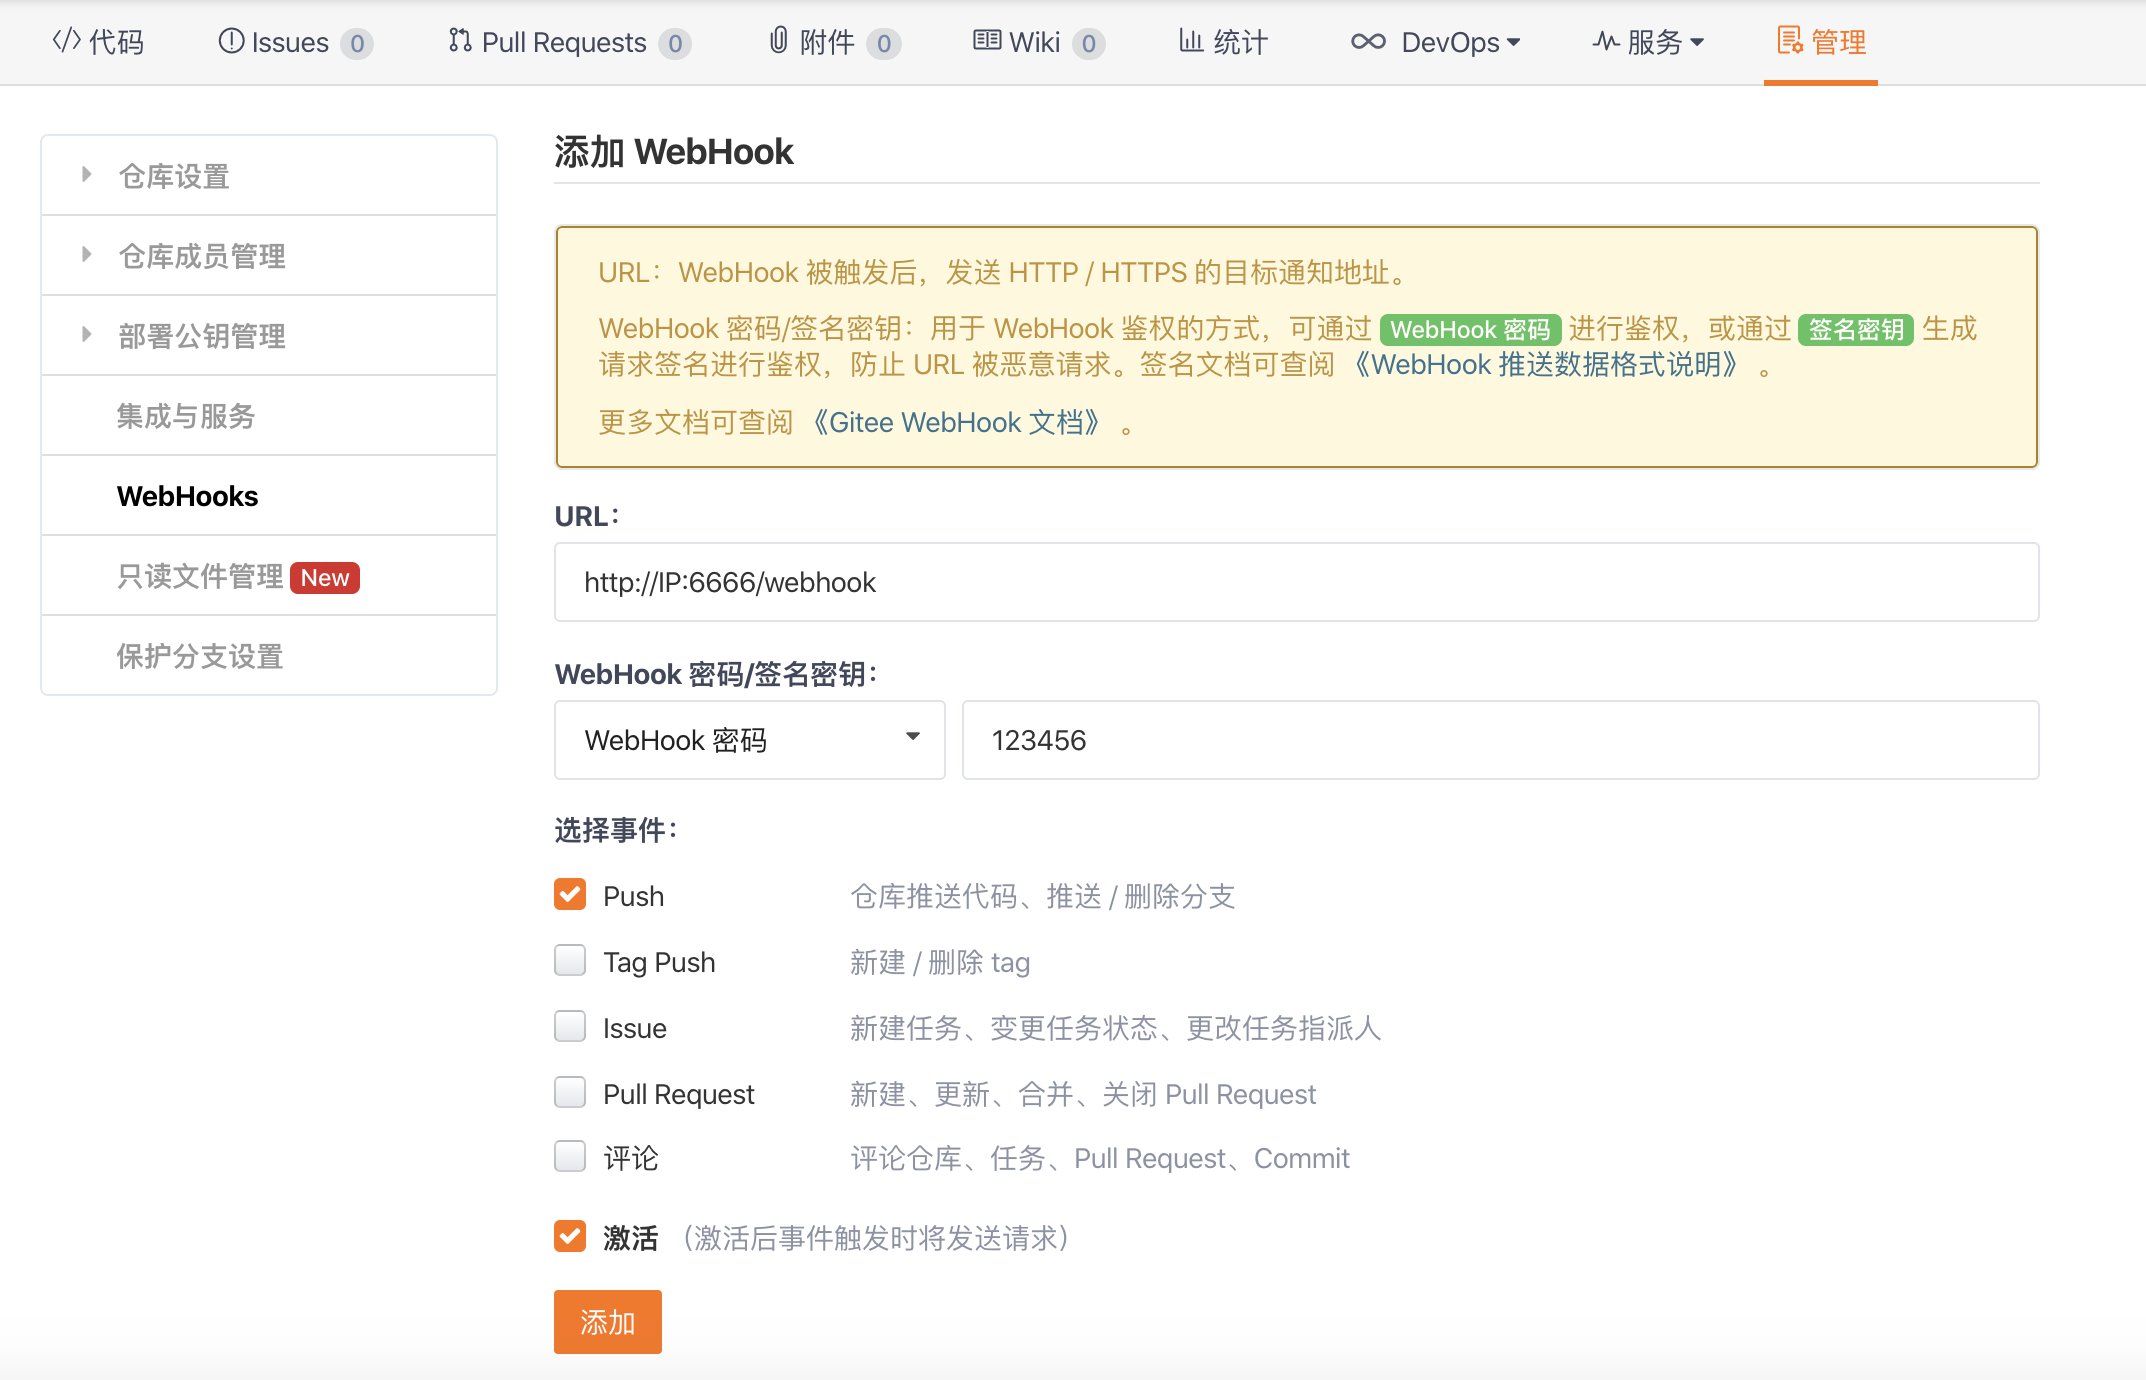 代码 Issues 0 Pull Requests 0 附件 0 Wiki 0 统计 DevOps 服务 管理
仓库设置
仓库成员管理
部署公钥管理
集成与服务
WebHooks
只读文件管理 New
保护分支设置
添加 WebHook
URL：WebHook 被触发后，发送 HTTP / HTTPS 的目标通知地址。
WebHook 密码/签名密钥：用于 WebHook 鉴权的方式，可通过 WebHook 密码 进行鉴权，或通过 签名密钥 生成
请求签名进行鉴权，防止 URL 被恶意请求。签名文档可查阅 《WebHook 推送数据格式说明》 。
更多文档可查阅 《Gitee WebHook 文档》 。
URL：
http://IP:6666/webhook
WebHook 密码/签名密钥：
WebHook 密码 123456
选择事件：
Push 仓库推送代码、推送 / 删除分支
Tag Push 新建 / 删除 tag
Issue 新建任务、变更任务状态、更改任务指派人
Pull Request 新建、更新、合并、关闭 Pull Request
评论 评论仓库、任务、Pull Request、Commit
激活 （激活后事件触发时将发送请求）
添加